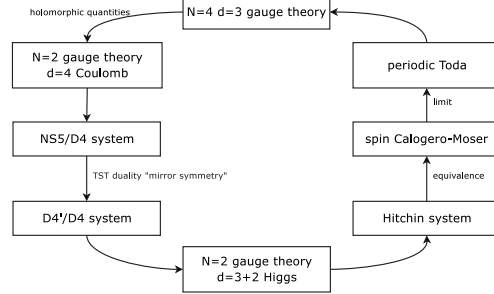 N=4 d=3 gauge theory
holomorphic quantities
N=2 gauge theory
d=4 Coulomb
periodic Toda
limit
NS5/D4 system
spin Calogero-Moser
TST duality "mirror symmetry"
equivalence
D4'/D4 system
Hitchin system
N=2 gauge theory
d=3+2 Higgs